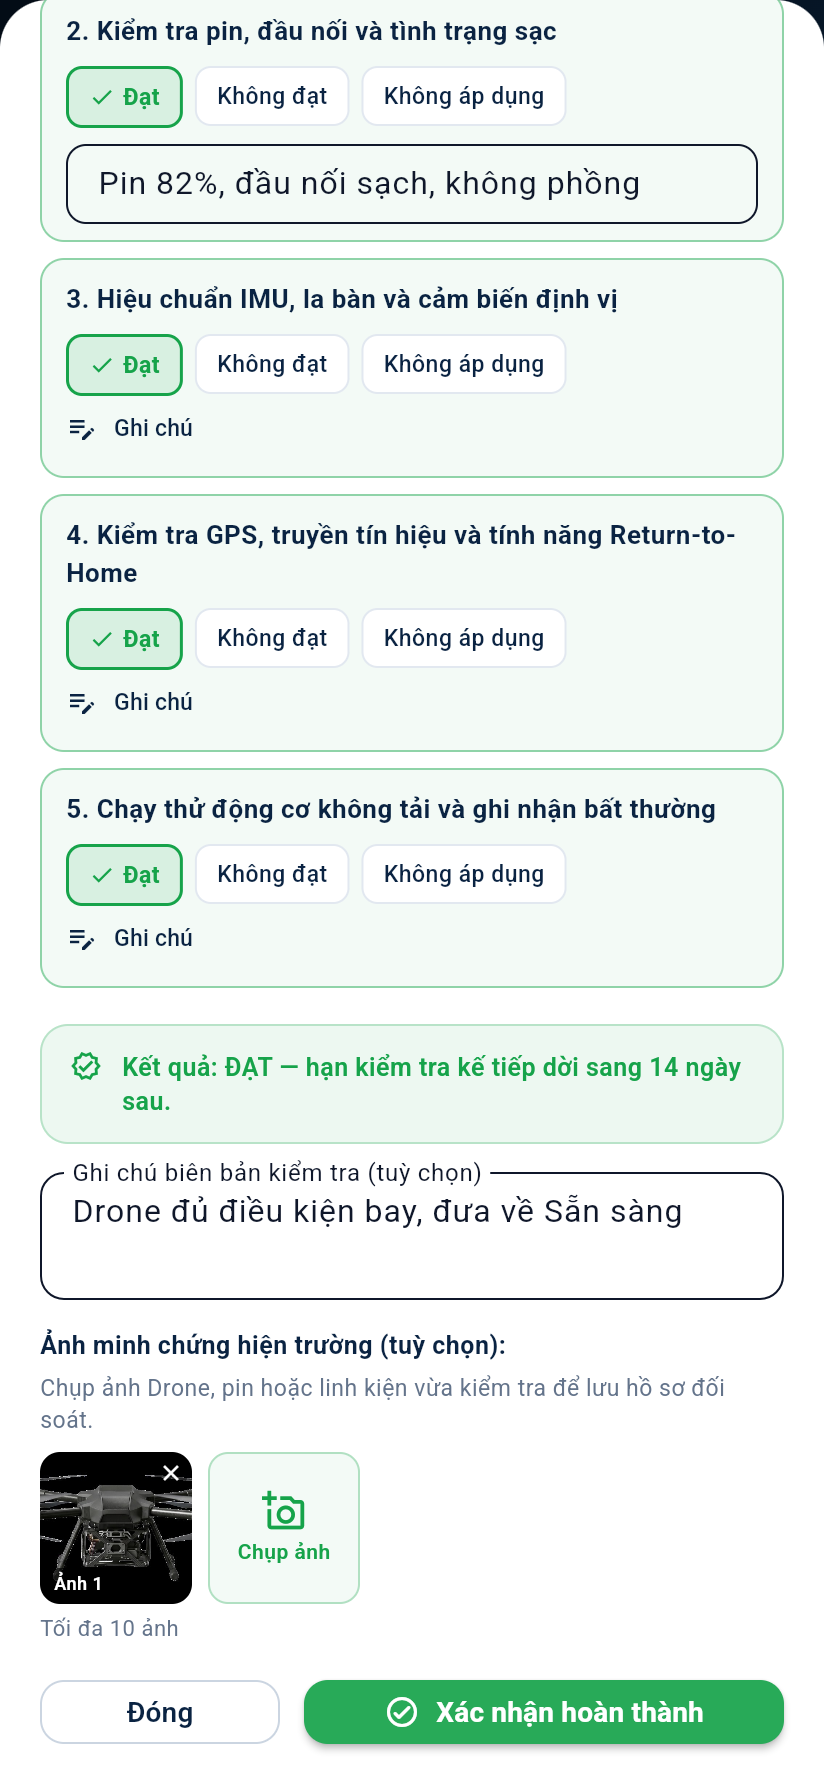 2. Kiểm tra pin, đầu nối và tình trạng sạc
Đạt
Không đạt
Không áp dụng
Pin 82%, đầu nối sạch, không phồng
3. Hiệu chuẩn IMU, la bàn và cảm biến định vị
Đạt
Không đạt
Không áp dụng
Ghi chú
4. Kiểm tra GPS, truyền tín hiệu và tính năng Return-to-
Home
Đạt
Không đạt
Không áp dụng
Ghi chú
5. Chạy thử động cơ không tải và ghi nhận bất thường
Đạt
Không đạt
Không áp dụng
Ghi chú
Kết quả: ĐẠT — hạn kiểm tra kế tiếp dời sang 14 ngày
sau.
Ghi chú biên bản kiểm tra (tuỳ chọn)
Drone đủ điều kiện bay, đưa về Sẵn sàng
Ảnh minh chứng hiện trường (tuỳ chọn):
Chụp ảnh Drone, pin hoặc linh kiện vừa kiểm tra để lưu hồ sơ đối
soát.
Ảnh 1
Chụp ảnh
Tối đa 10 ảnh
Đóng
Xác nhận hoàn thành